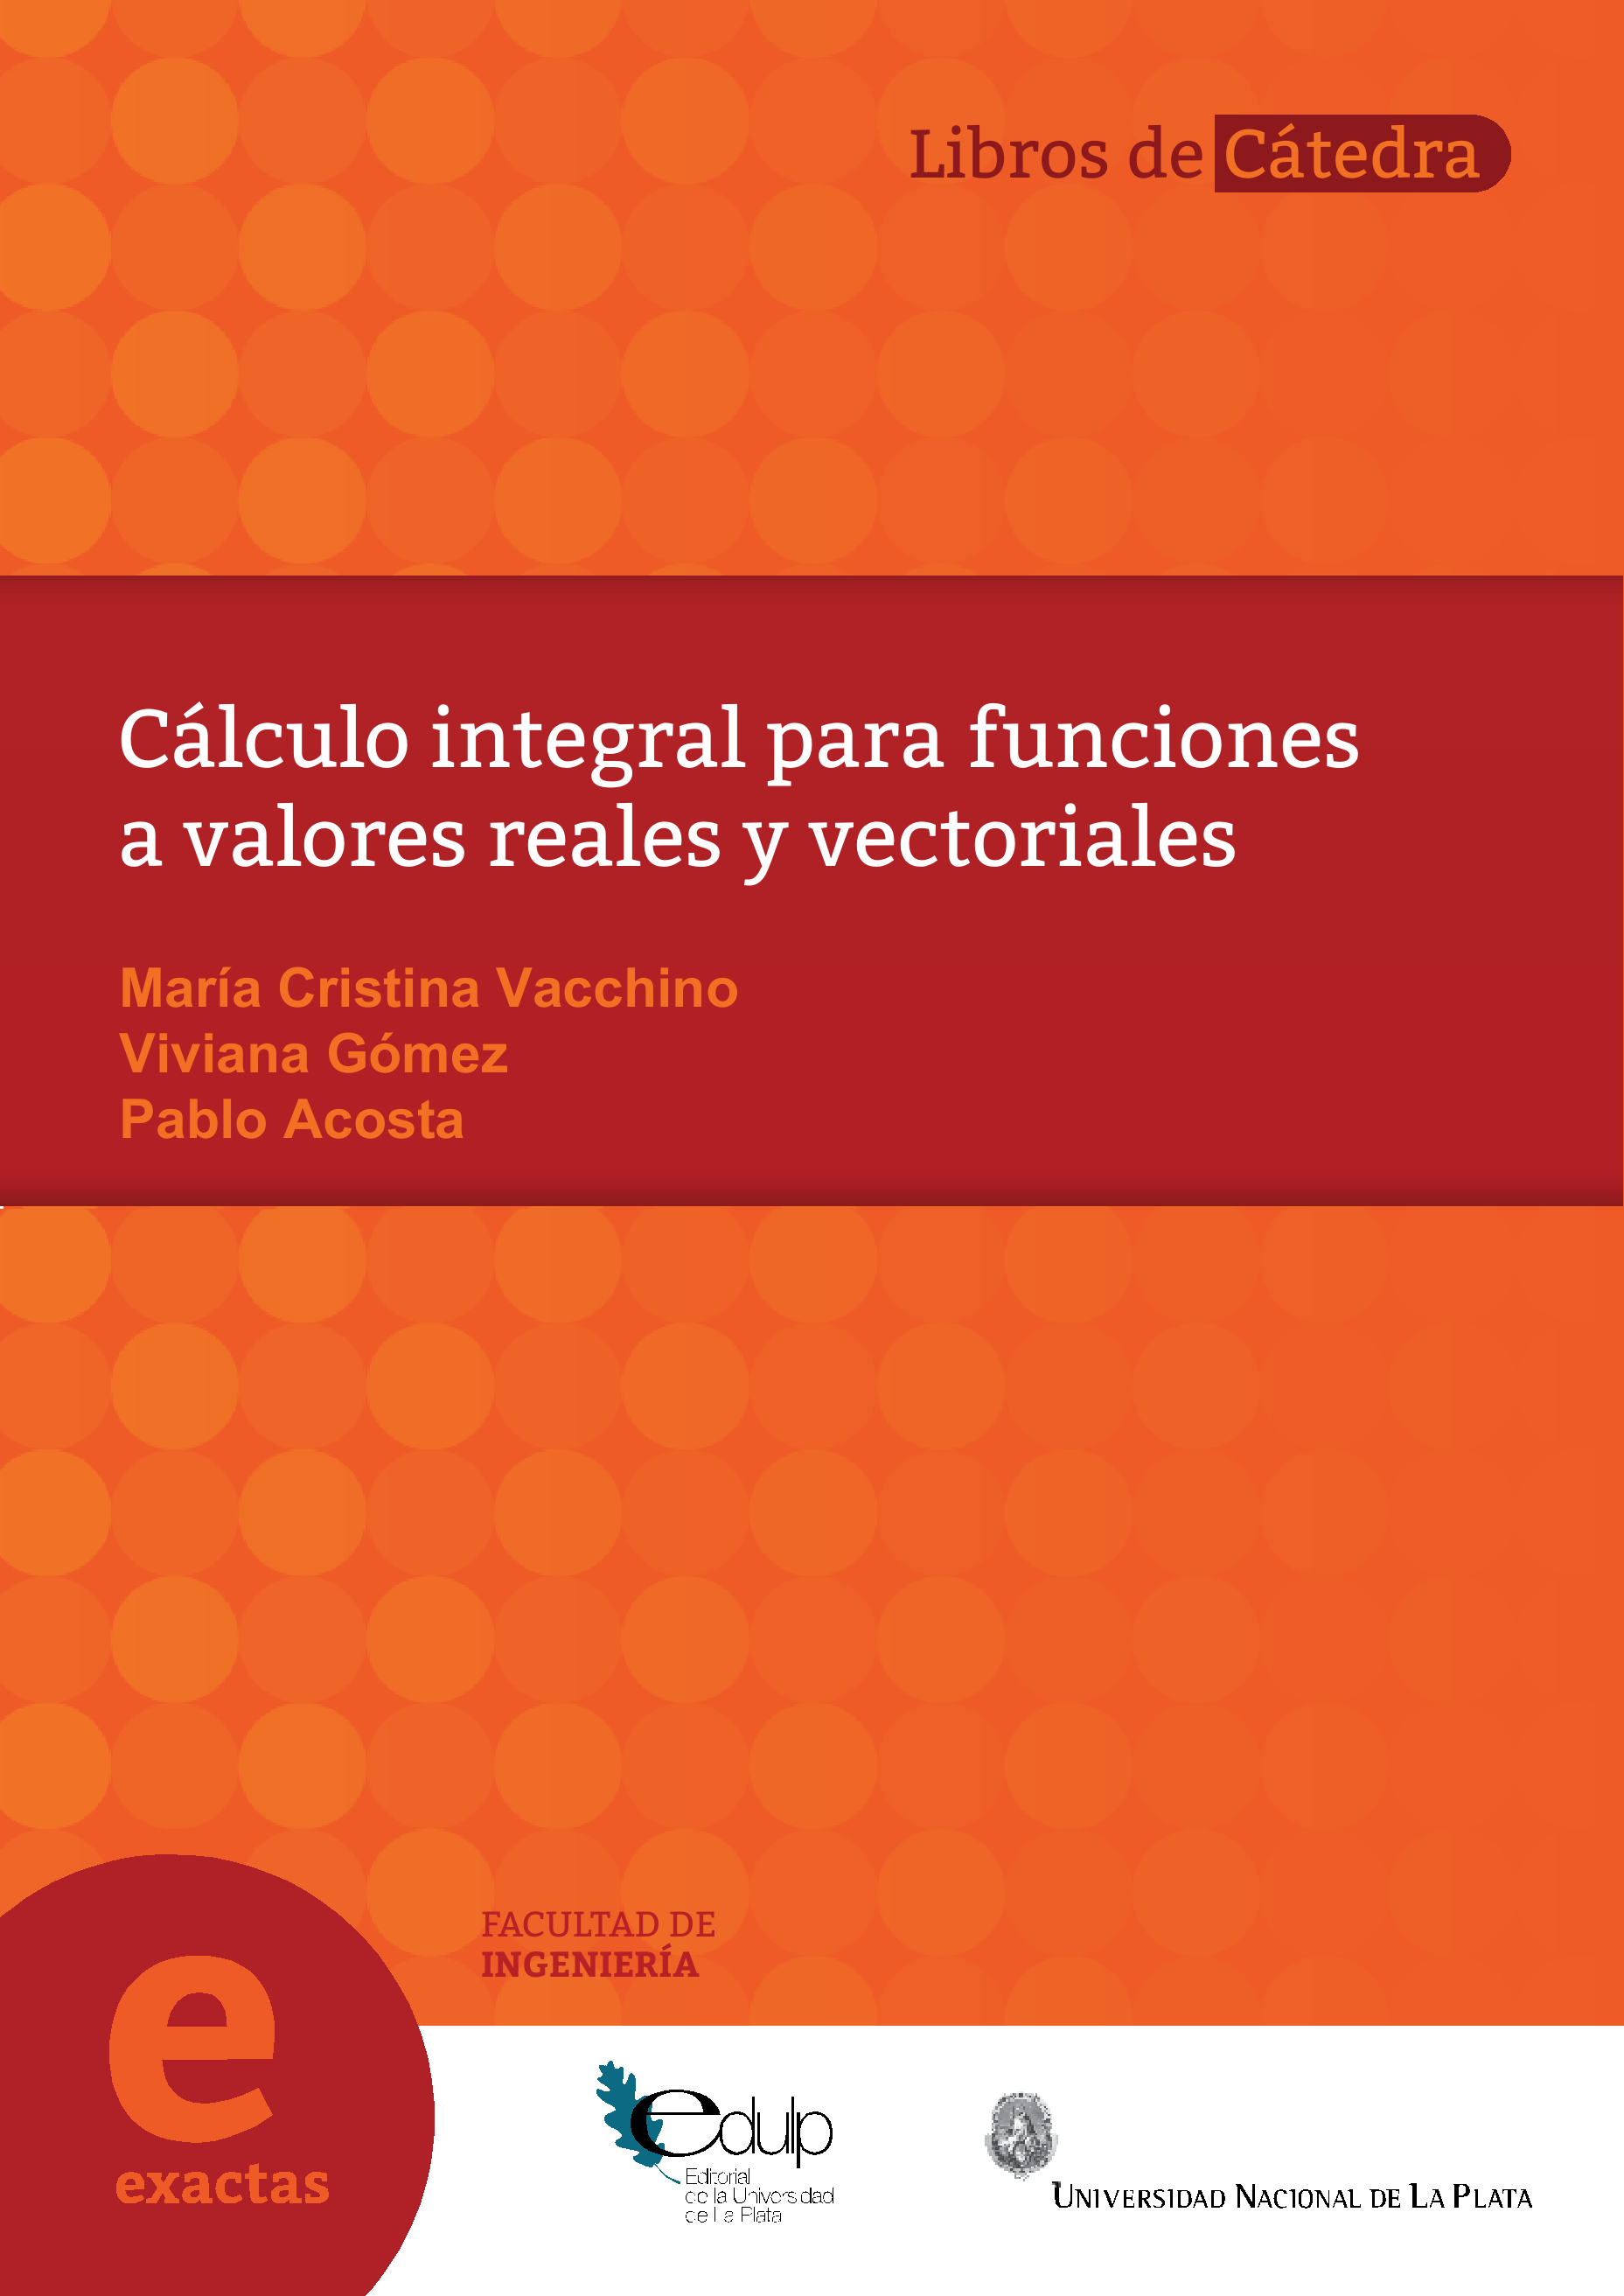 Libros de Cátedra
Cálculo integral para funciones
a valores reales y vectoriales
María Cristina Vacchino
Viviana Gómez
Pablo Acosta
FACULTAD DE
INGENIERÍA
e
exactas
edulp
Editorial
de la Universidad
de La Plata
UNIVERSIDAD NACIONAL DE LA PLATA